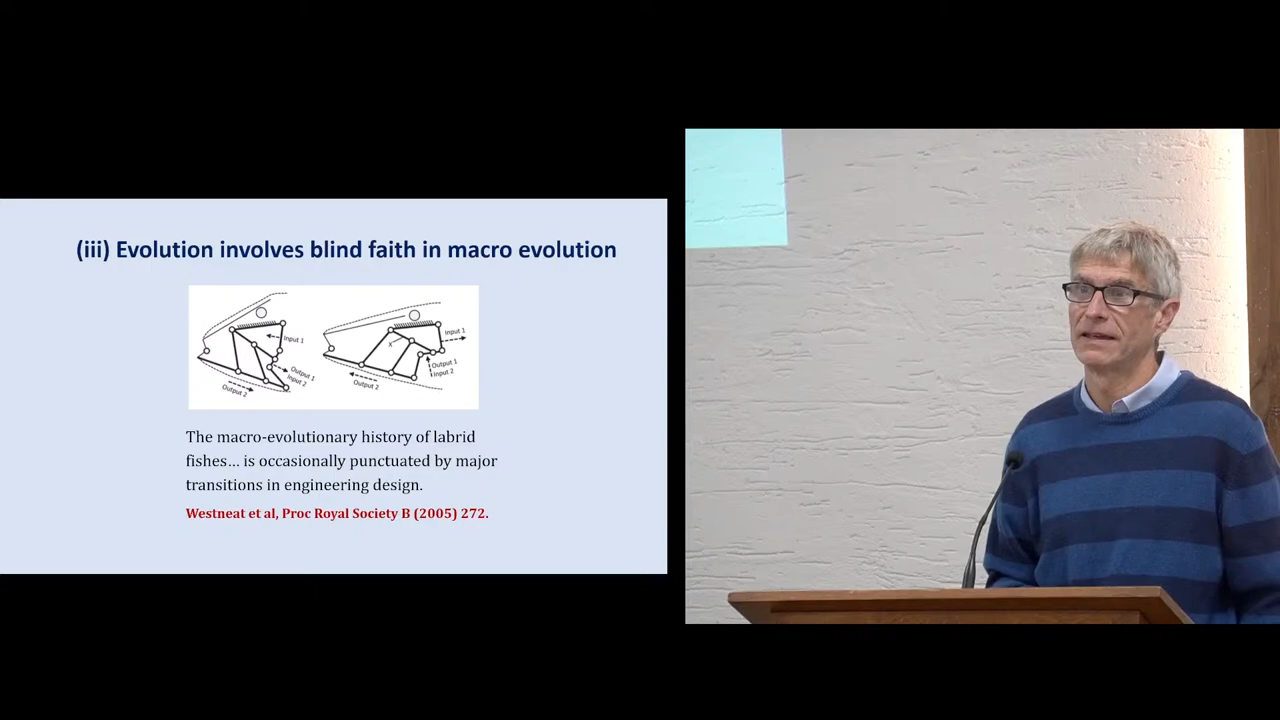 (iii) Evolution involves blind faith in macro evolution
Input 1
Output 1
Input 2
Output 2
X
Input 1
Output 1
Input 2
Output 2
The macro-evolutionary history of labrid
fishes… is occasionally punctuated by major
transitions in engineering design.
Westneat et al, Proc Royal Society B (2005) 272.